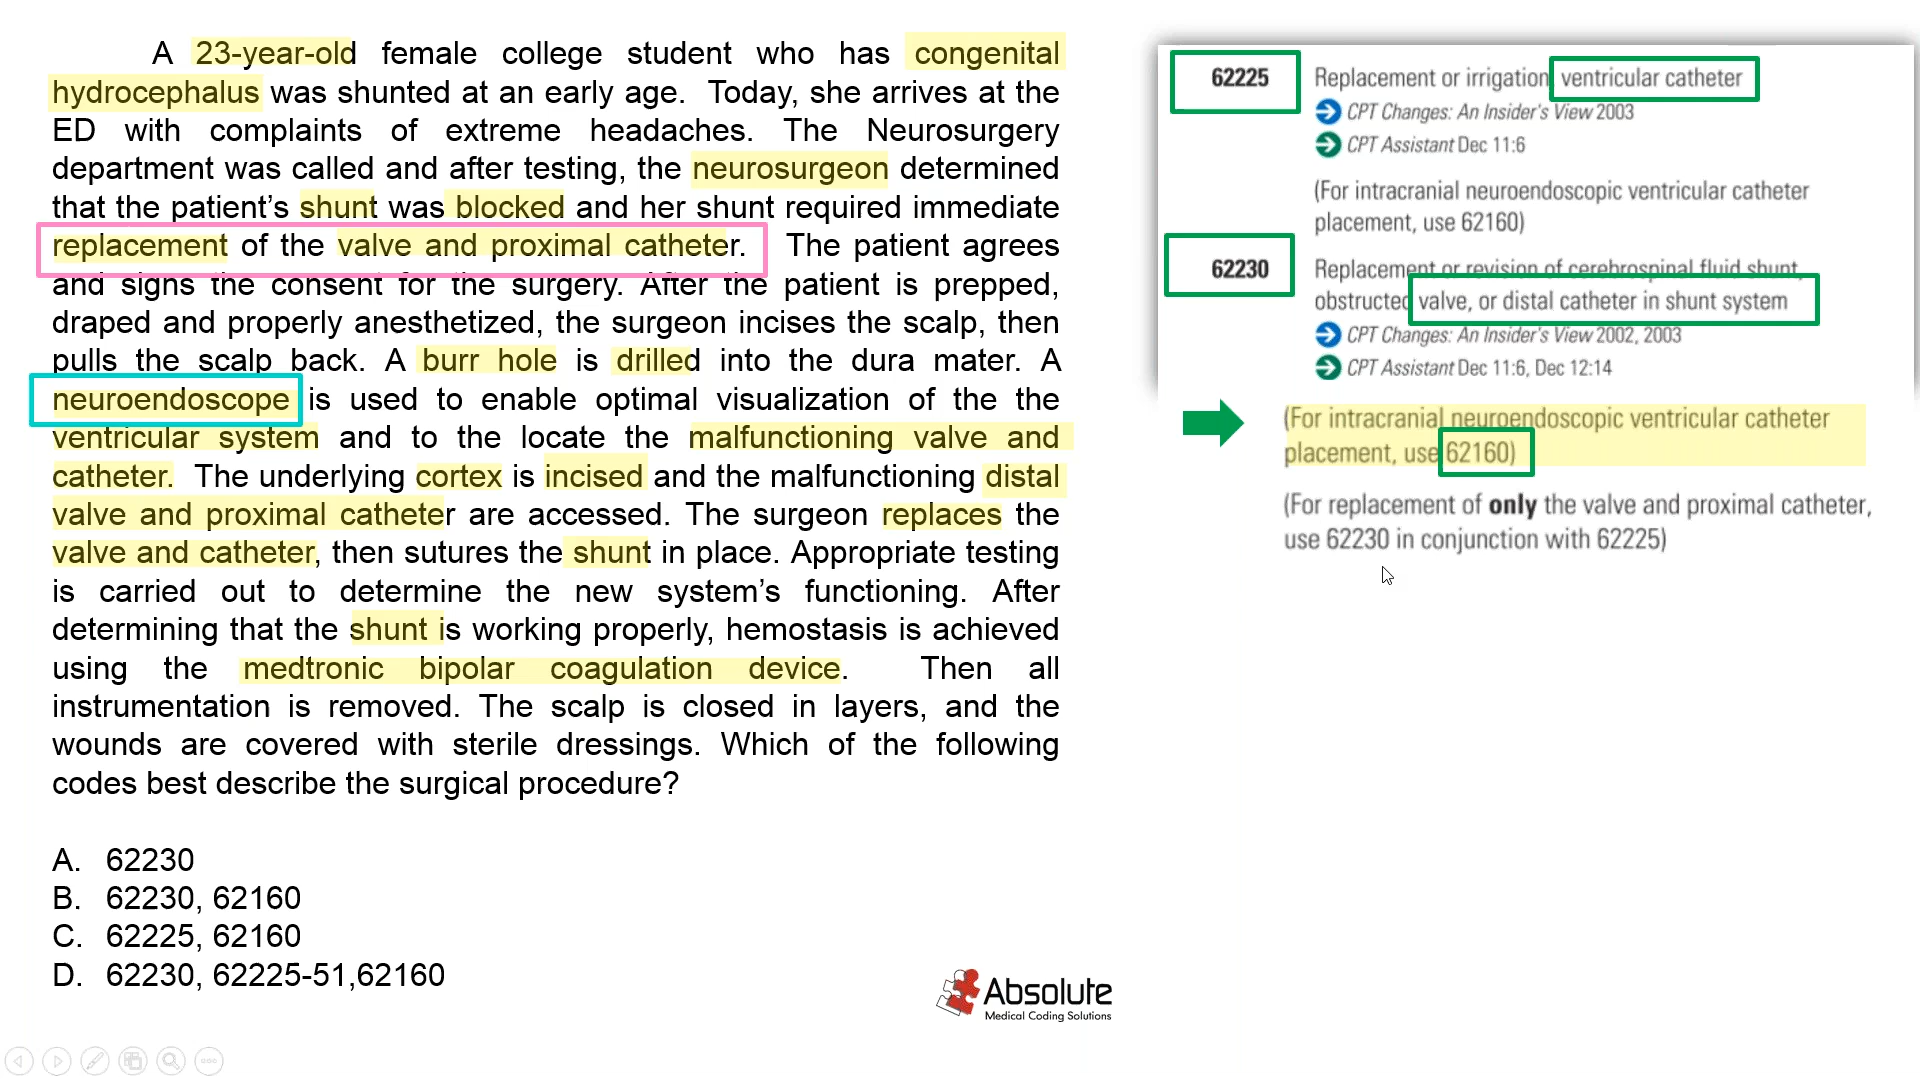 A 23-year-old female college student who has congenital
hydrocephalus was shunted at an early age. Today, she arrives at the
ED with complaints of extreme headaches. The Neurosurgery
department was called and after testing, the neurosurgeon determined
that the patient's shunt was blocked and her shunt required immediate
replacement of the valve and proximal catheter. The patient agrees
and signs the consent for the surgery. After the patient is prepped,
draped and properly anesthetized, the surgeon incises the scalp, then
pulls the scalp back. A burr hole is drilled into the dura mater. A
neuroendoscope is used to enable optimal visualization of the the
ventricular system and to the locate the malfunctioning valve and
catheter. The underlying cortex is incised and the malfunctioning distal
valve and proximal catheter are accessed. The surgeon replaces the
valve and catheter, then sutures the shunt in place. Appropriate testing
is carried out to determine the new system's functioning. After
determining that the shunt is working properly, hemostasis is achieved
using the medtronic bipolar coagulation device. Then all
instrumentation is removed. The scalp is closed in layers, and the
wounds are covered with sterile dressings. Which of the following
codes best describe the surgical procedure?
A. 62230
B. 62230, 62160
C. 62225, 62160
D. 62230, 62225-51,62160
62225 Replacement or irrigation ventricular catheter
CPT Changes: An Insider's View 2003
CPT Assistant Dec 11:6
(For intracranial neuroendoscopic ventricular catheter
placement, use 62160)
62230 Replacement or revision of cerebrospinal fluid shunt,
obstructed valve, or distal catheter in shunt system
CPT Changes: An Insider's View 2002, 2003
CPT Assistant Dec 11:6, Dec 12:14
(For intracranial neuroendoscopic ventricular catheter
placement, use 62160)
(For replacement of only the valve and proximal catheter,
use 62230 in conjunction with 62225)
Absolute
Medical Coding Solutions